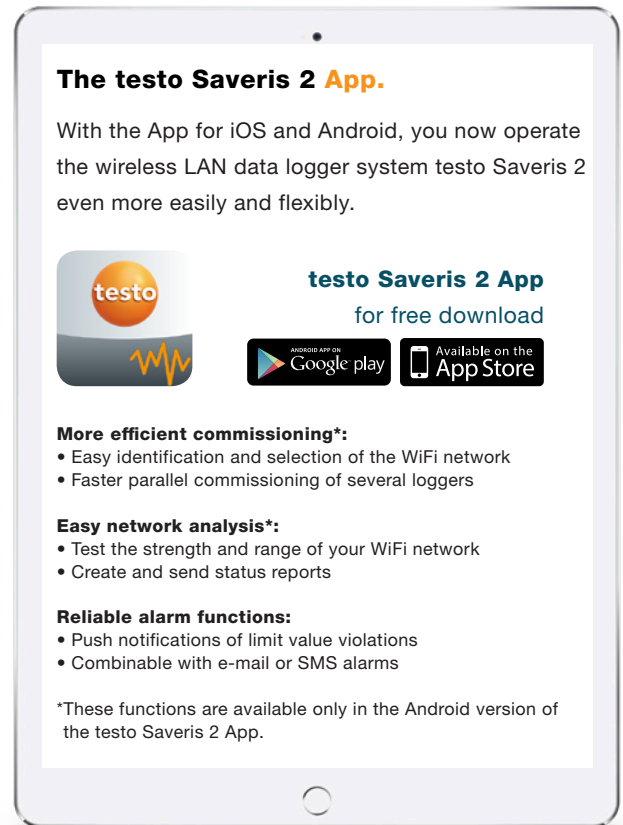 The testo Saveris 2 App.
With the App for iOS and Android, you now operate
the wireless LAN data logger system testo Saveris 2
even more easily and flexibly.
testo
testo Saveris 2 App
for free download
ANDROID APP ON
Google play
Available on the
App Store
More efficient commissioning*:
• Easy identification and selection of the WiFi network
• Faster parallel commissioning of several loggers
Easy network analysis*:
• Test the strength and range of your WiFi network
• Create and send status reports
Reliable alarm functions:
• Push notifications of limit value violations
• Combinable with e-mail or SMS alarms
*These functions are available only in the Android version of
the testo Saveris 2 App.